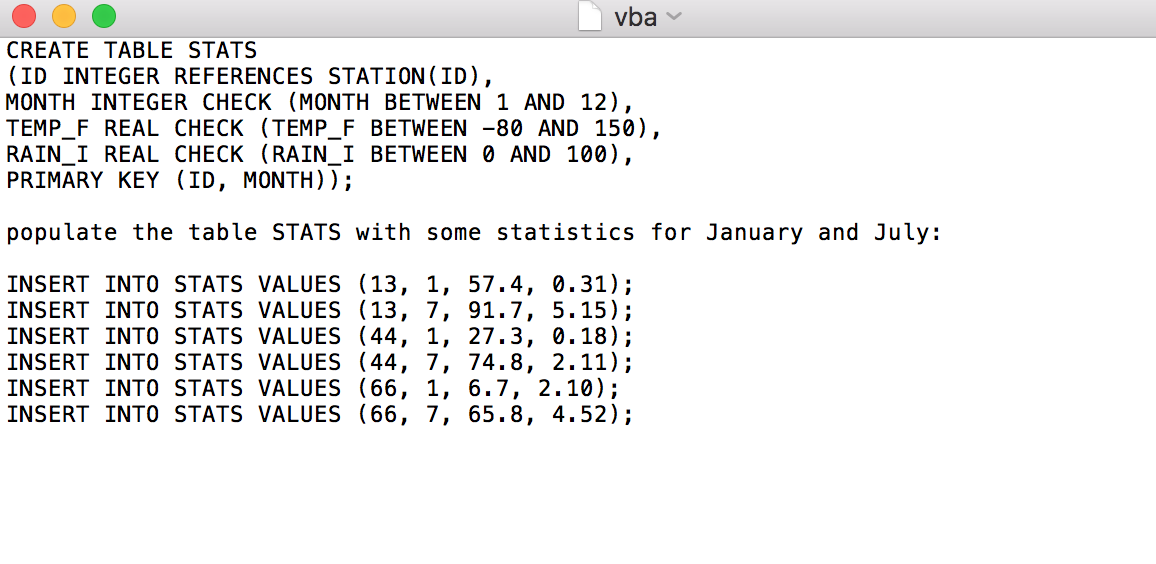 vba
CREATE TABLE STATS
(ID INTEGER REFERENCES STATION(ID),
MONTH INTEGER CHECK (MONTH BETWEEN 1 AND 12),
TEMP_F REAL CHECK (TEMP_F BETWEEN -80 AND 150),
RAIN_I REAL CHECK (RAIN_I BETWEEN 0 AND 100),
PRIMARY KEY (ID, MONTH));
populate the table STATS with some statistics for January and July:
INSERT INTO STATS VALUES (13, 1, 57.4, 0.31);
INSERT INTO STATS VALUES (13, 7, 91.7, 5.15);
INSERT INTO STATS VALUES (44, 1, 27.3, 0.18);
INSERT INTO STATS VALUES (44, 7, 74.8, 2.11);
INSERT INTO STATS VALUES (66, 1, 6.7, 2.10);
INSERT INTO STATS VALUES (66, 7, 65.8, 4.52);